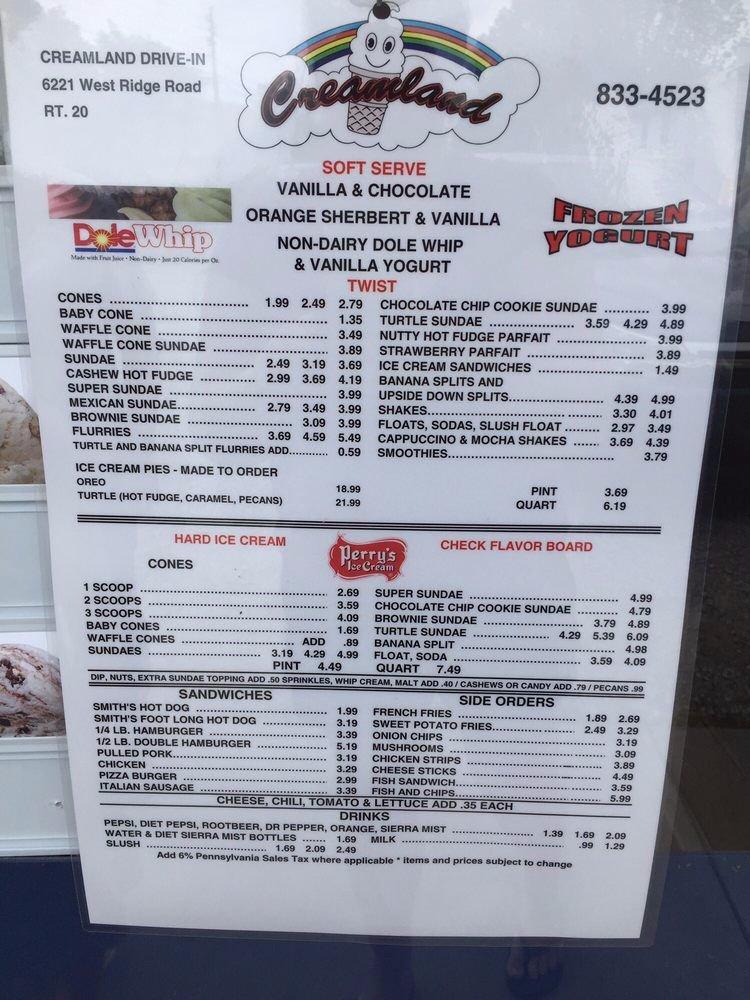 CREAMLAND DRIVE-IN
6221 West Ridge Road
RT. 20
Creamland
833-4523
SOFT SERVE
VANILLA & CHOCOLATE
ORANGE SHERBERT & VANILLA
NON-DAIRY DOLE WHIP
& VANILLA YOGURT
TWIST
Dole Whip
Made with Fruit Juice • Non-Dairy • Just 20 Calories per Oz.
FROZEN
YOGURT
CONES 1.99 2.49 2.79
BABY CONE 1.35
WAFFLE CONE 3.49
WAFFLE CONE SUNDAE 3.89
SUNDAE 2.49 3.19 3.69
CASHEW HOT FUDGE 2.99 3.69 4.19
SUPER SUNDAE 3.99
MEXICAN SUNDAE 2.79 3.49 3.99
BROWNIE SUNDAE 3.09 3.99
FLURRIES 3.69 4.59 5.49
TURTLE AND BANANA SPLIT FLURRIES ADD 0.59
CHOCOLATE CHIP COOKIE SUNDAE 3.99
TURTLE SUNDAE 3.59 4.29 4.89
NUTTY HOT FUDGE PARFAIT 3.99
STRAWBERRY PARFAIT 3.89
ICE CREAM SANDWICHES 1.49
BANANA SPLITS AND
UPSIDE DOWN SPLITS 4.39 4.99
SHAKES 3.30 4.01
FLOATS, SODAS, SLUSH FLOAT 2.97 3.49
CAPPUCCINO & MOCHA SHAKES 3.69 4.39
SMOOTHIES 3.79
ICE CREAM PIES - MADE TO ORDER
OREO 18.99
TURTLE (HOT FUDGE, CARAMEL, PECANS) 21.99
PINT 3.69
QUART 6.19
HARD ICE CREAM
Perry's
Ice Cream
CHECK FLAVOR BOARD
CONES
1 SCOOP 2.69
2 SCOOPS 3.59
3 SCOOPS 4.09
BABY CONES 1.69
WAFFLE CONES ADD .89
SUNDAES 3.19 4.29 4.99
PINT 4.49
SUPER SUNDAE 4.99
CHOCOLATE CHIP COOKIE SUNDAE 4.79
BROWNIE SUNDAE 3.79 4.89
TURTLE SUNDAE 4.29 5.39 6.09
BANANA SPLIT 4.98
FLOAT, SODA 3.59 4.09
QUART 7.49
DIP, NUTS, EXTRA SUNDAE TOPPING ADD .50 SPRINKLES, WHIP CREAM, MALT ADD .40 / CASHEWS OR CANDY ADD .79 / PECANS .99
SANDWICHES
SMITH'S HOT DOG 1.99
SMITH'S FOOT LONG HOT DOG 3.19
1/4 LB. HAMBURGER 3.39
1/2 LB. DOUBLE HAMBURGER 5.19
PULLED PORK 3.19
CHICKEN 3.29
PIZZA BURGER 2.99
ITALIAN SAUSAGE 3.39
SIDE ORDERS
FRENCH FRIES 1.89 2.69
SWEET POTATO FRIES 2.49 3.29
ONION CHIPS 3.19
MUSHROOMS 3.09
CHICKEN STRIPS 3.89
CHEESE STICKS 4.49
FISH SANDWICH 3.59
FISH AND CHIPS 5.99
CHEESE, CHILI, TOMATO & LETTUCE ADD .35 EACH
DRINKS
PEPSI, DIET PEPSI, ROOTBEER, DR PEPPER, ORANGE, SIERRA MIST 1.39 1.69 2.09
WATER & DIET SIERRA MIST BOTTLES 1.69 MILK .99 1.29
SLUSH 1.69 2.09 2.49
Add 6% Pennsylvania Sales Tax where applicable * items and prices subject to change